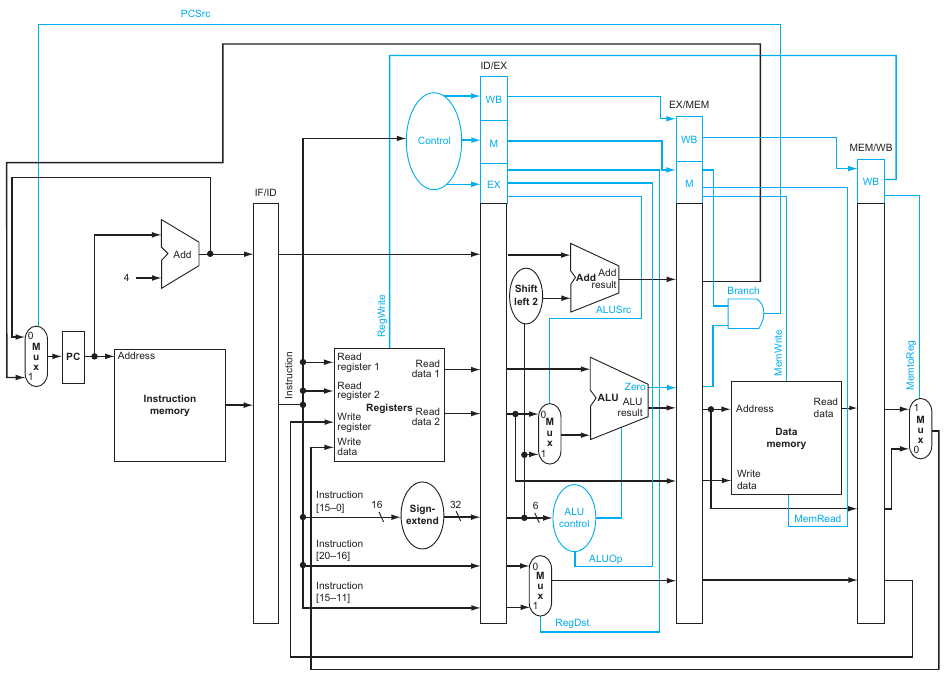 PCSrc
ID/EX
WB
EX/MEM
Control
M
WB
MEM/WB
EX
M
WB
IF/ID
Add
4
Add
Add
result
Shift
left 2
ALUSrc
Branch
RegWrite
MemWrite
MemtoReg
0
M
u
x
1
PC
Address
Instruction
memory
Instruction
Read
register 1
Read
register 2
Write
register
Write
data
Registers
Read
data 1
Read
data 2
0
M
u
x
1
Zero
ALU
ALU
result
Address
Write
data
Read
data
Data
memory
1
M
u
x
0
MemRead
Instruction
[15–0]
16
Sign-
extend
32
6
ALU
control
ALUOp
Instruction
[20–16]
Instruction
[15–11]
0
M
u
x
1
RegDst